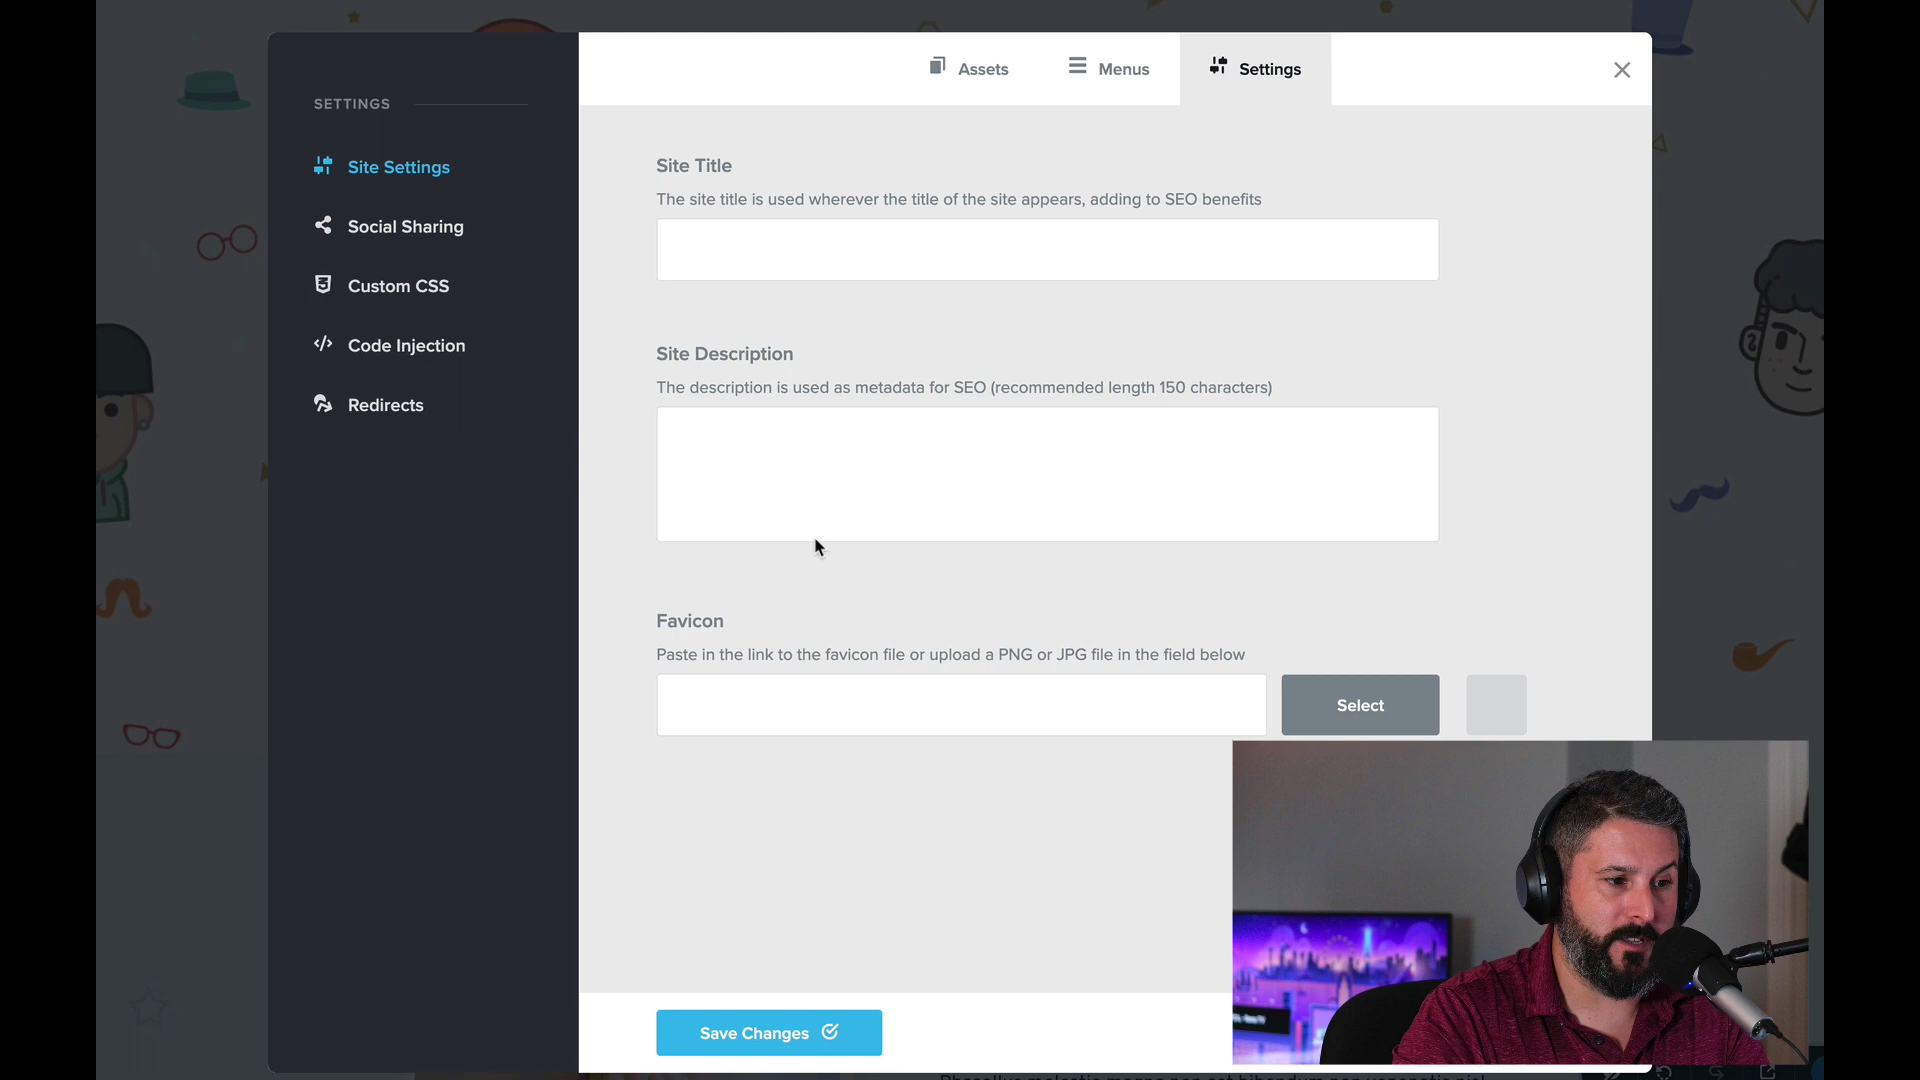 Assets
Menus
Settings
SETTINGS
Site Settings
Social Sharing
Custom CSS
Code Injection
Redirects
Site Title
The site title is used wherever the title of the site appears, adding to SEO benefits
Site Description
The description is used as metadata for SEO (recommended length 150 characters)
Favicon
Paste in the link to the favicon file or upload a PNG or JPG file in the field below
Select
Save Changes